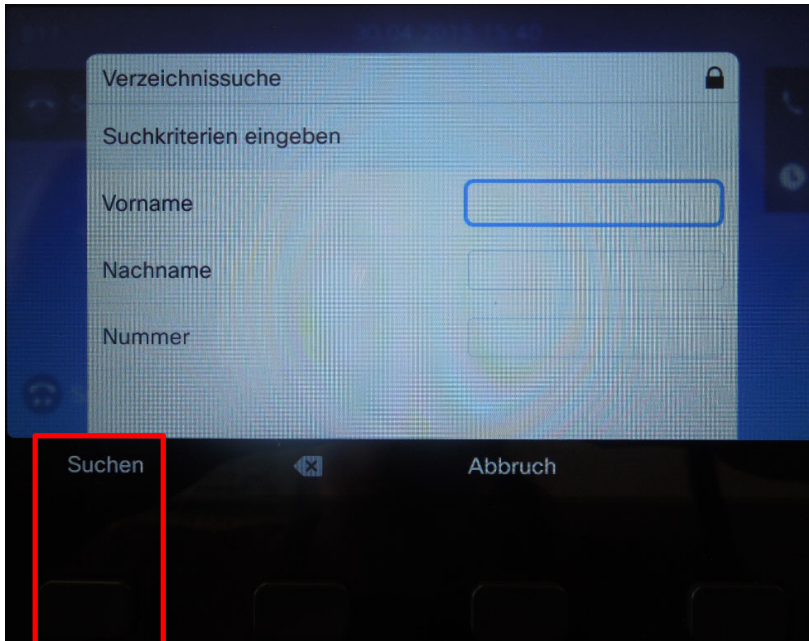 Verzeichnissuche
Suchkriterien eingeben
Vorname
Nachname
Nummer
Suchen
Abbruch